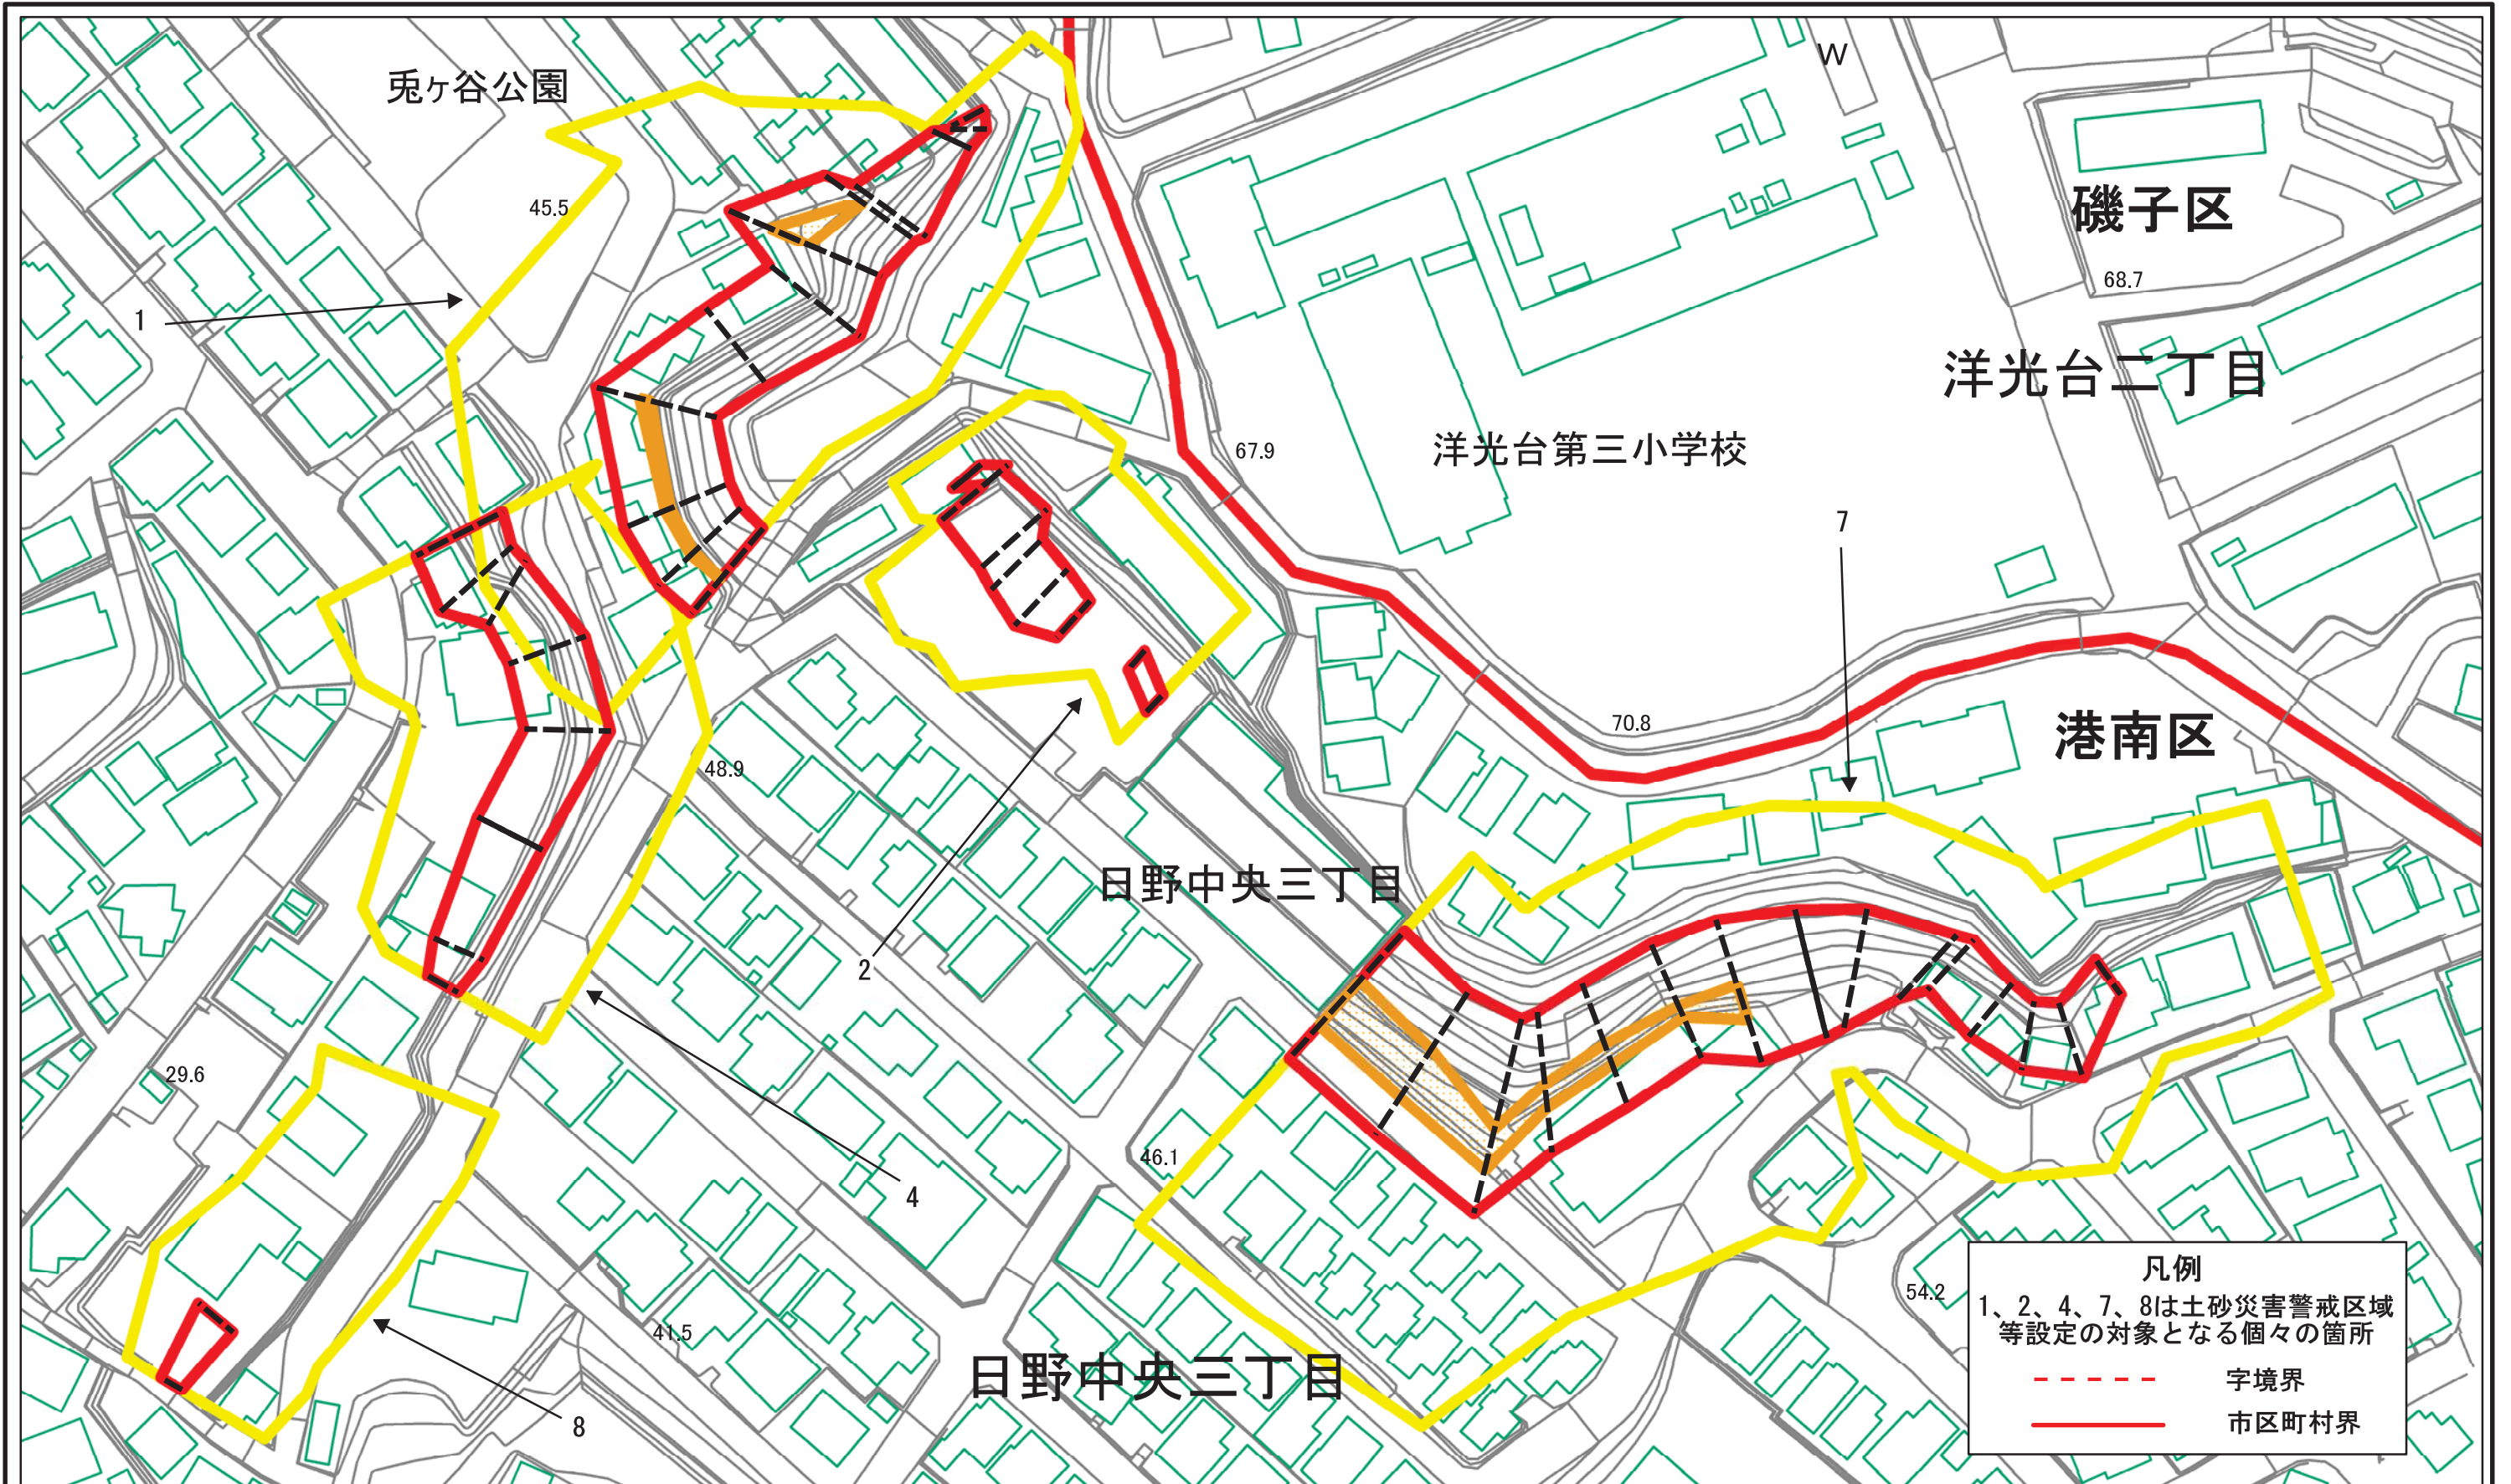 W
兎ヶ谷公園
45.5
磯子区
68.7
1
洋光台二丁目
洋光台第三小学校
67.9
7
70.8
港南区
48.9
日野中央三丁目
2
29.6
46.1
4
54.2
41.5
日野中央三丁目
8
凡例
1、2、4、7、8は土砂災害警戒区域
等設定の対象となる個々の箇所
字境界
市区町村界